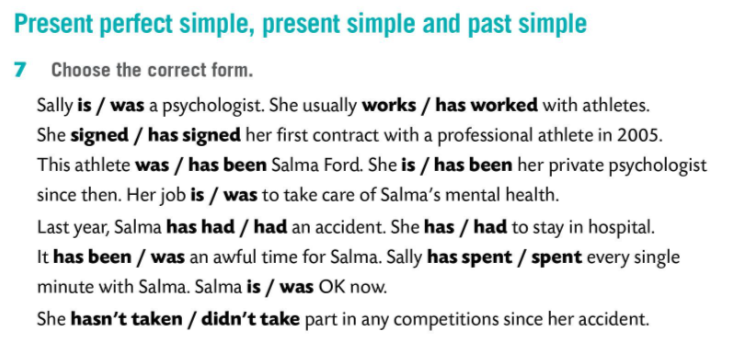 Present perfect simple, present simple and past simple
7 Choose the correct form.
Sally is / was a psychologist. She usually works / has worked with athletes.
She signed / has signed her first contract with a professional athlete in 2005.
This athlete was / has been Salma Ford. She is / has been her private psychologist
since then. Her job is / was to take care of Salma's mental health.
Last year, Salma has had / had an accident. She has / had to stay in hospital.
It has been / was an awful time for Salma. Sally has spent / spent every single
minute with Salma. Salma is / was OK now.
She hasn't taken / didn't take part in any competitions since her accident.